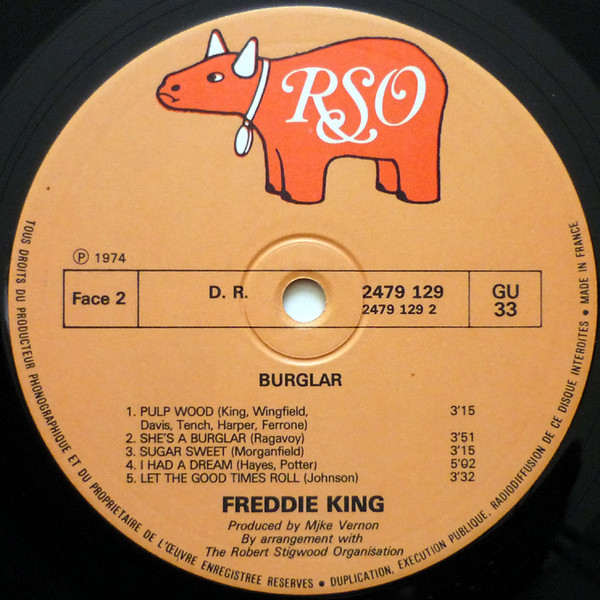 RSO
Ⓟ 1974
Face 2 D. R. 2479 129 GU
2479 129 2 33
BURGLAR
1. PULP WOOD (King, Wingfield, 3'15
Davis, Tench, Harper, Ferrone)
2. SHE'S A BURGLAR (Ragavoy) 3'51
3. SUGAR SWEET (Morganfield) 3'15
4. I HAD A DREAM (Hayes, Potter) 5'02
5. LET THE GOOD TIMES ROLL (Johnson) 3'32
FREDDIE KING
Produced by Mjke Vernon
By arrangement with
The Robert Stigwood Organisation
TOUS DROITS DU PRODUCTEUR PHONOGRAPHIQUE ET DU PROPRIETAIRE DE L'ŒUVRE ENREGISTREE RESERVES • DUPLICATION, EXECUTION PUBLIQUE, RADIODIFFUSION DE CE DISQUE INTERDITES • MADE IN FRANCE